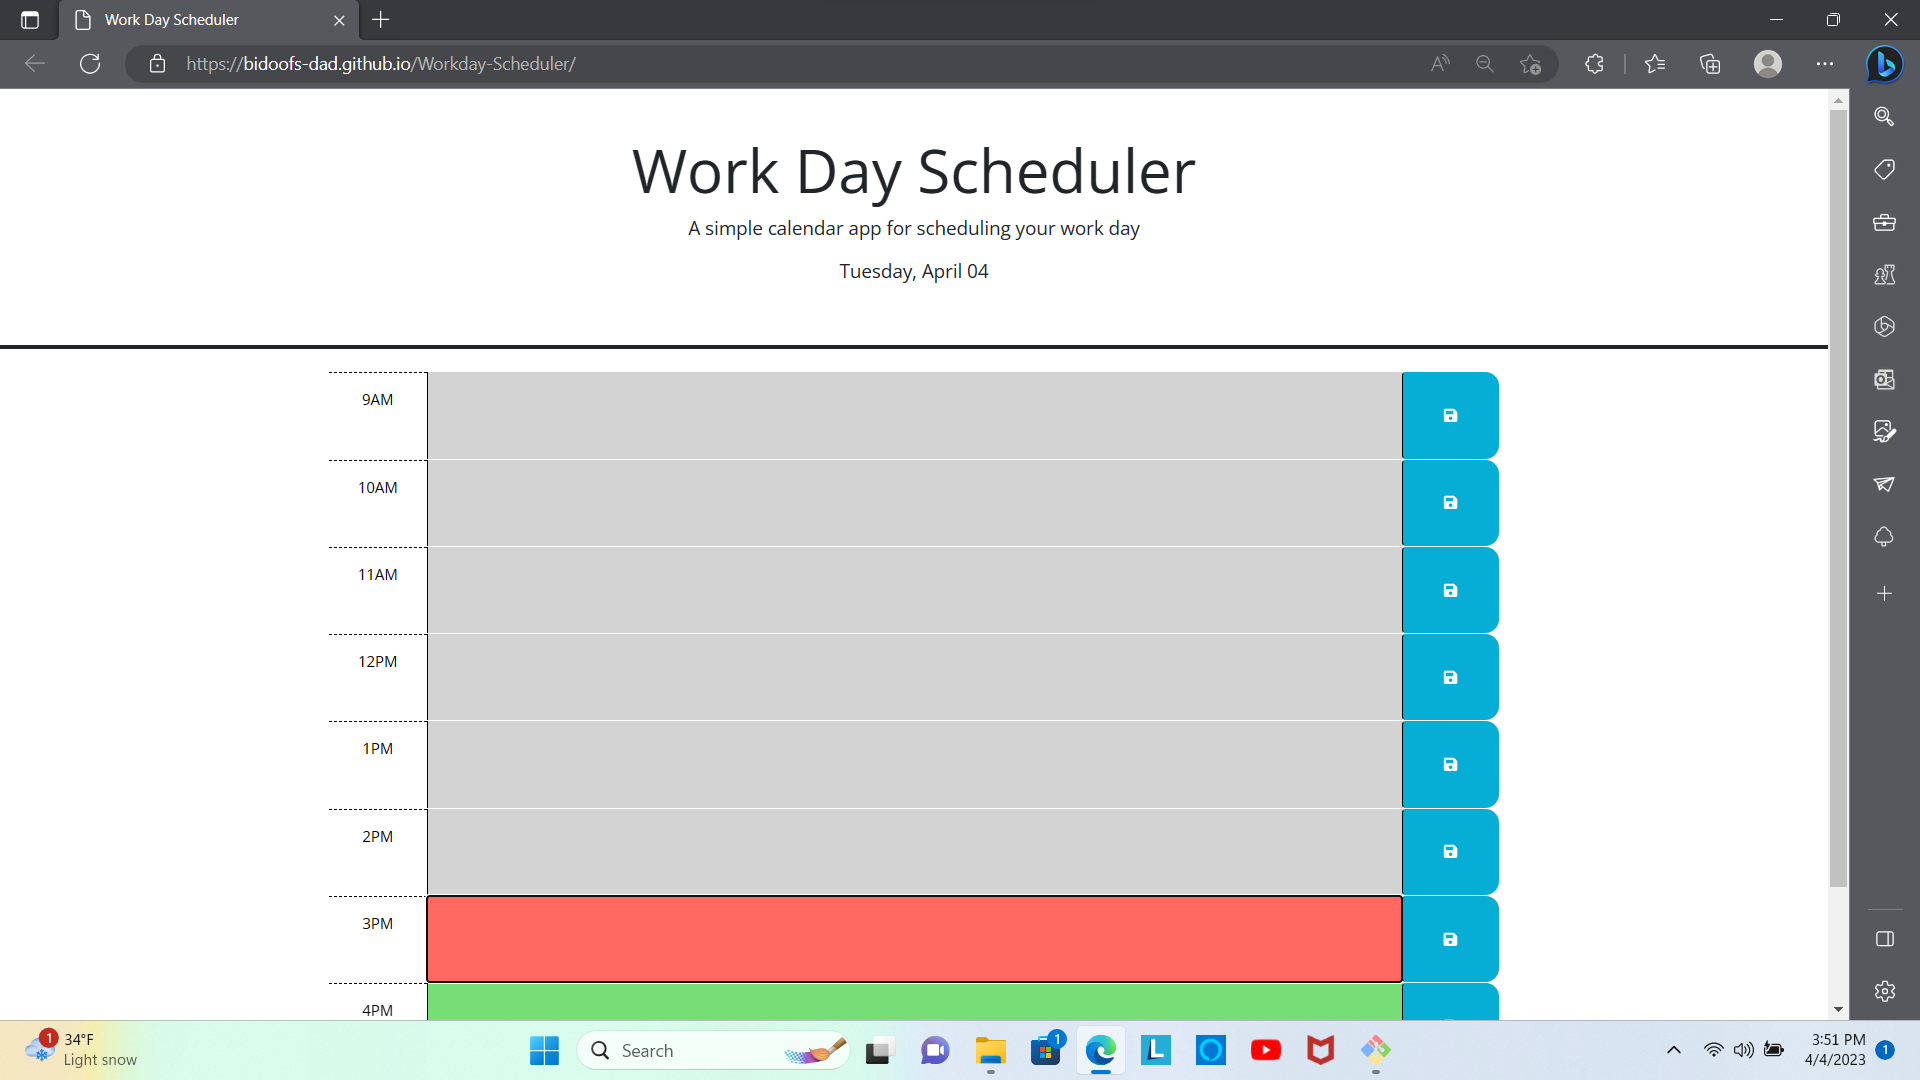 Work Day Scheduler
https://bidoofs-dad.github.io/Workday-Scheduler/
Work Day Scheduler
A simple calendar app for scheduling your work day
Tuesday, April 04
9AM
10AM
11AM
12PM
1PM
2PM
3PM
4PM
1
34°F
Light snow
Search
1
L
3:51 PM
4/4/2023
1